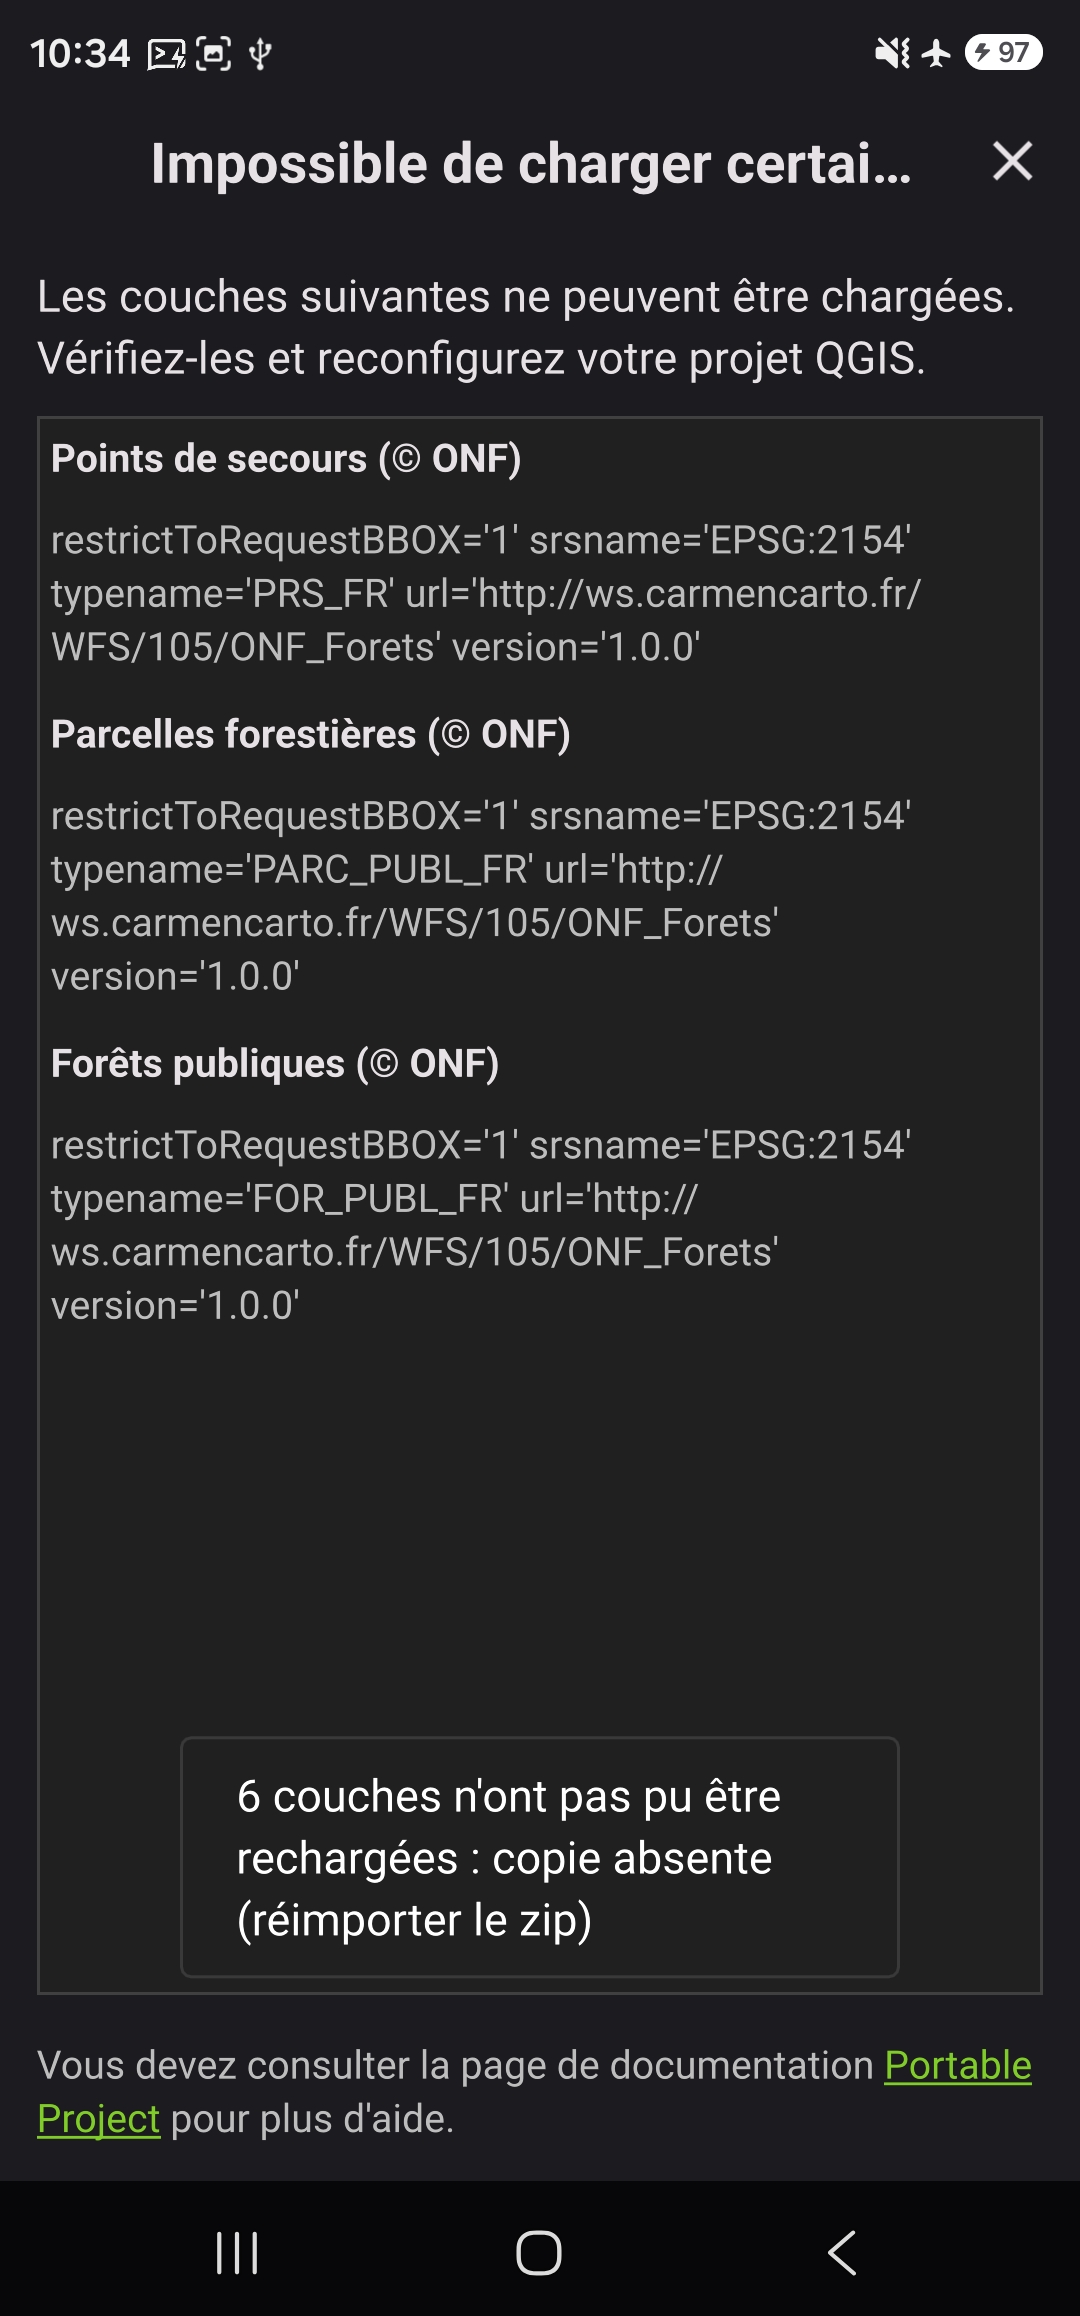 10:34
97
Impossible de charger certai...
Les couches suivantes ne peuvent être chargées.
Vérifiez-les et reconfigurez votre projet QGIS.
Points de secours (© ONF)
restrictToRequestBBOX='1' srsname='EPSG:2154'
typename='PRS_FR' url='http://ws.carmencarto.fr/
WFS/105/ONF_Forets' version='1.0.0'
Parcelles forestières (© ONF)
restrictToRequestBBOX='1' srsname='EPSG:2154'
typename='PARC_PUBL_FR' url='http://
ws.carmencarto.fr/WFS/105/ONF_Forets'
version='1.0.0'
Forêts publiques (© ONF)
restrictToRequestBBOX='1' srsname='EPSG:2154'
typename='FOR_PUBL_FR' url='http://
ws.carmencarto.fr/WFS/105/ONF_Forets'
version='1.0.0'
6 couches n'ont pas pu être
rechargées : copie absente
(réimporter le zip)
Vous devez consulter la page de documentation Portable
Project pour plus d'aide.